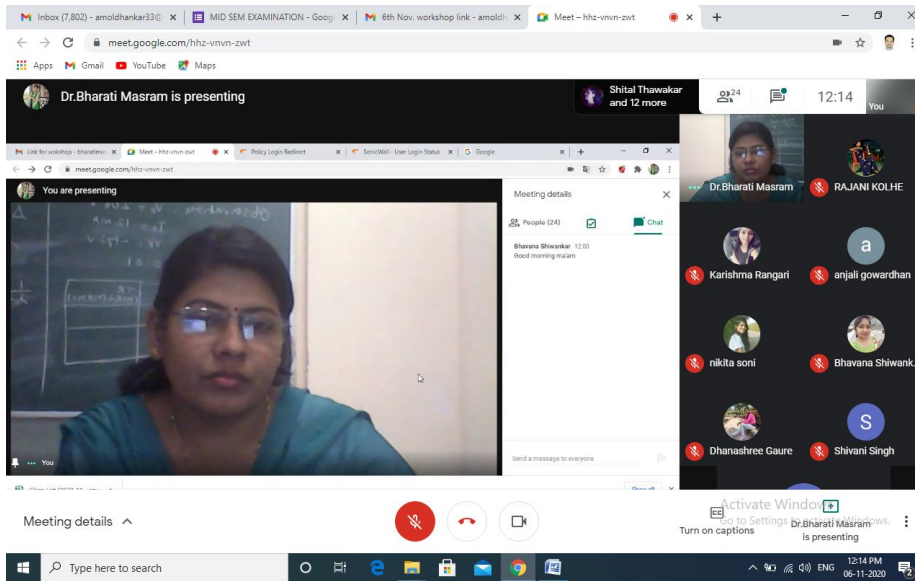 Inbox (7,802) - amoldhankar33@
MID SEM EXAMINATION - Goog
6th Nov. workshop link - amoldh
Meet – hhz-vnvn-zwt
meet.google.com/hhz-vnvn-zwt
Apps Gmail YouTube Maps
Dr.Bharati Masram is presenting
Shital Thawakar
and 12 more
24
12:14
You
Link for wokshop - bharatima
Meet – hhz-vnvn-zwt
Policy Login Redirect
SonicWall - User Login Status
Google
meet.google.com/hhz-vnvn-zwt
You are presenting
Observation
Meeting details
People (24)
Chat
Bhavana Shiwankar 12:00
Good morning ma'am
You
Send a message to everyone
Show all
Dr.Bharati Masram
RAJANI KOLHE
Karishma Rangari
a
anjali gowardhan
nikita soni
Bhavana Shiwank.
Dhanashree Gaure
S
Shivani Singh
Meeting details
CC
Turn on captions
Activate Windows
Go to Settings to activate Windows.
Dr.Bharati Masram
is presenting
Type here to search
ENG
12:14 PM
06-11-2020